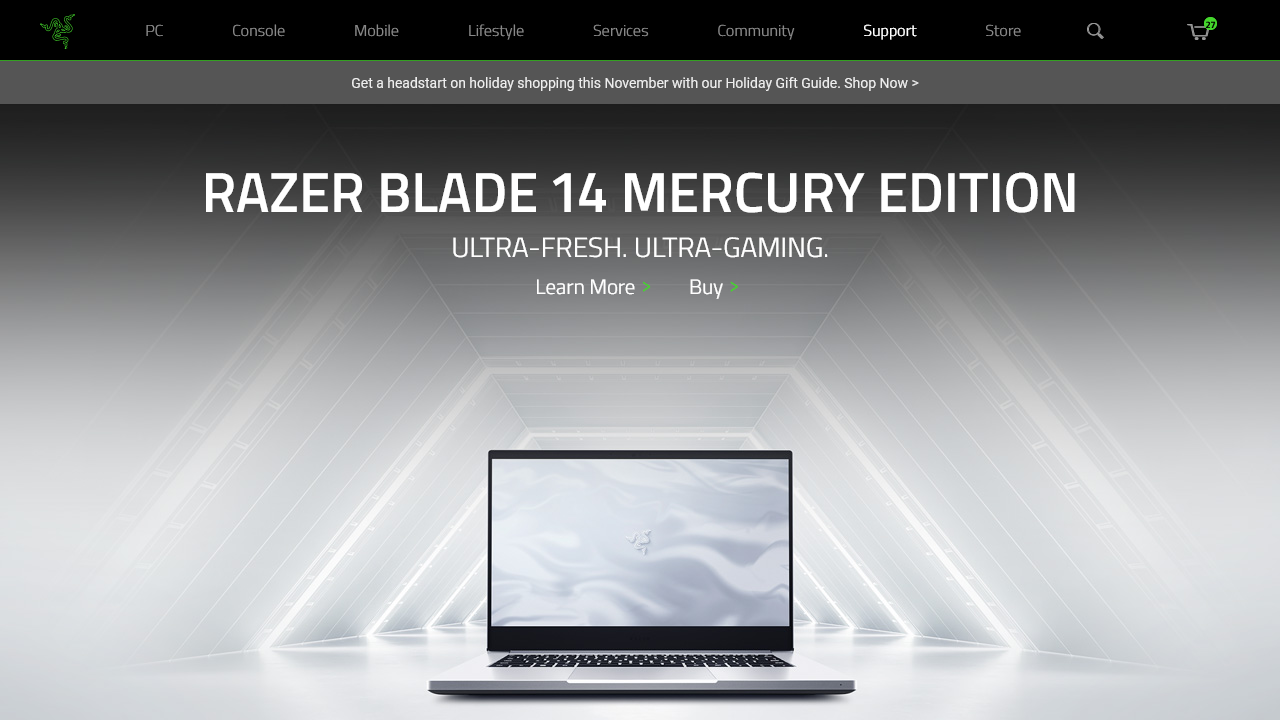 PC Console Mobile Lifestyle Services Community Support Store 27
Get a headstart on holiday shopping this November with our Holiday Gift Guide. Shop Now >
RAZER BLADE 14 MERCURY EDITION
ULTRA-FRESH. ULTRA-GAMING.
Learn More > Buy >